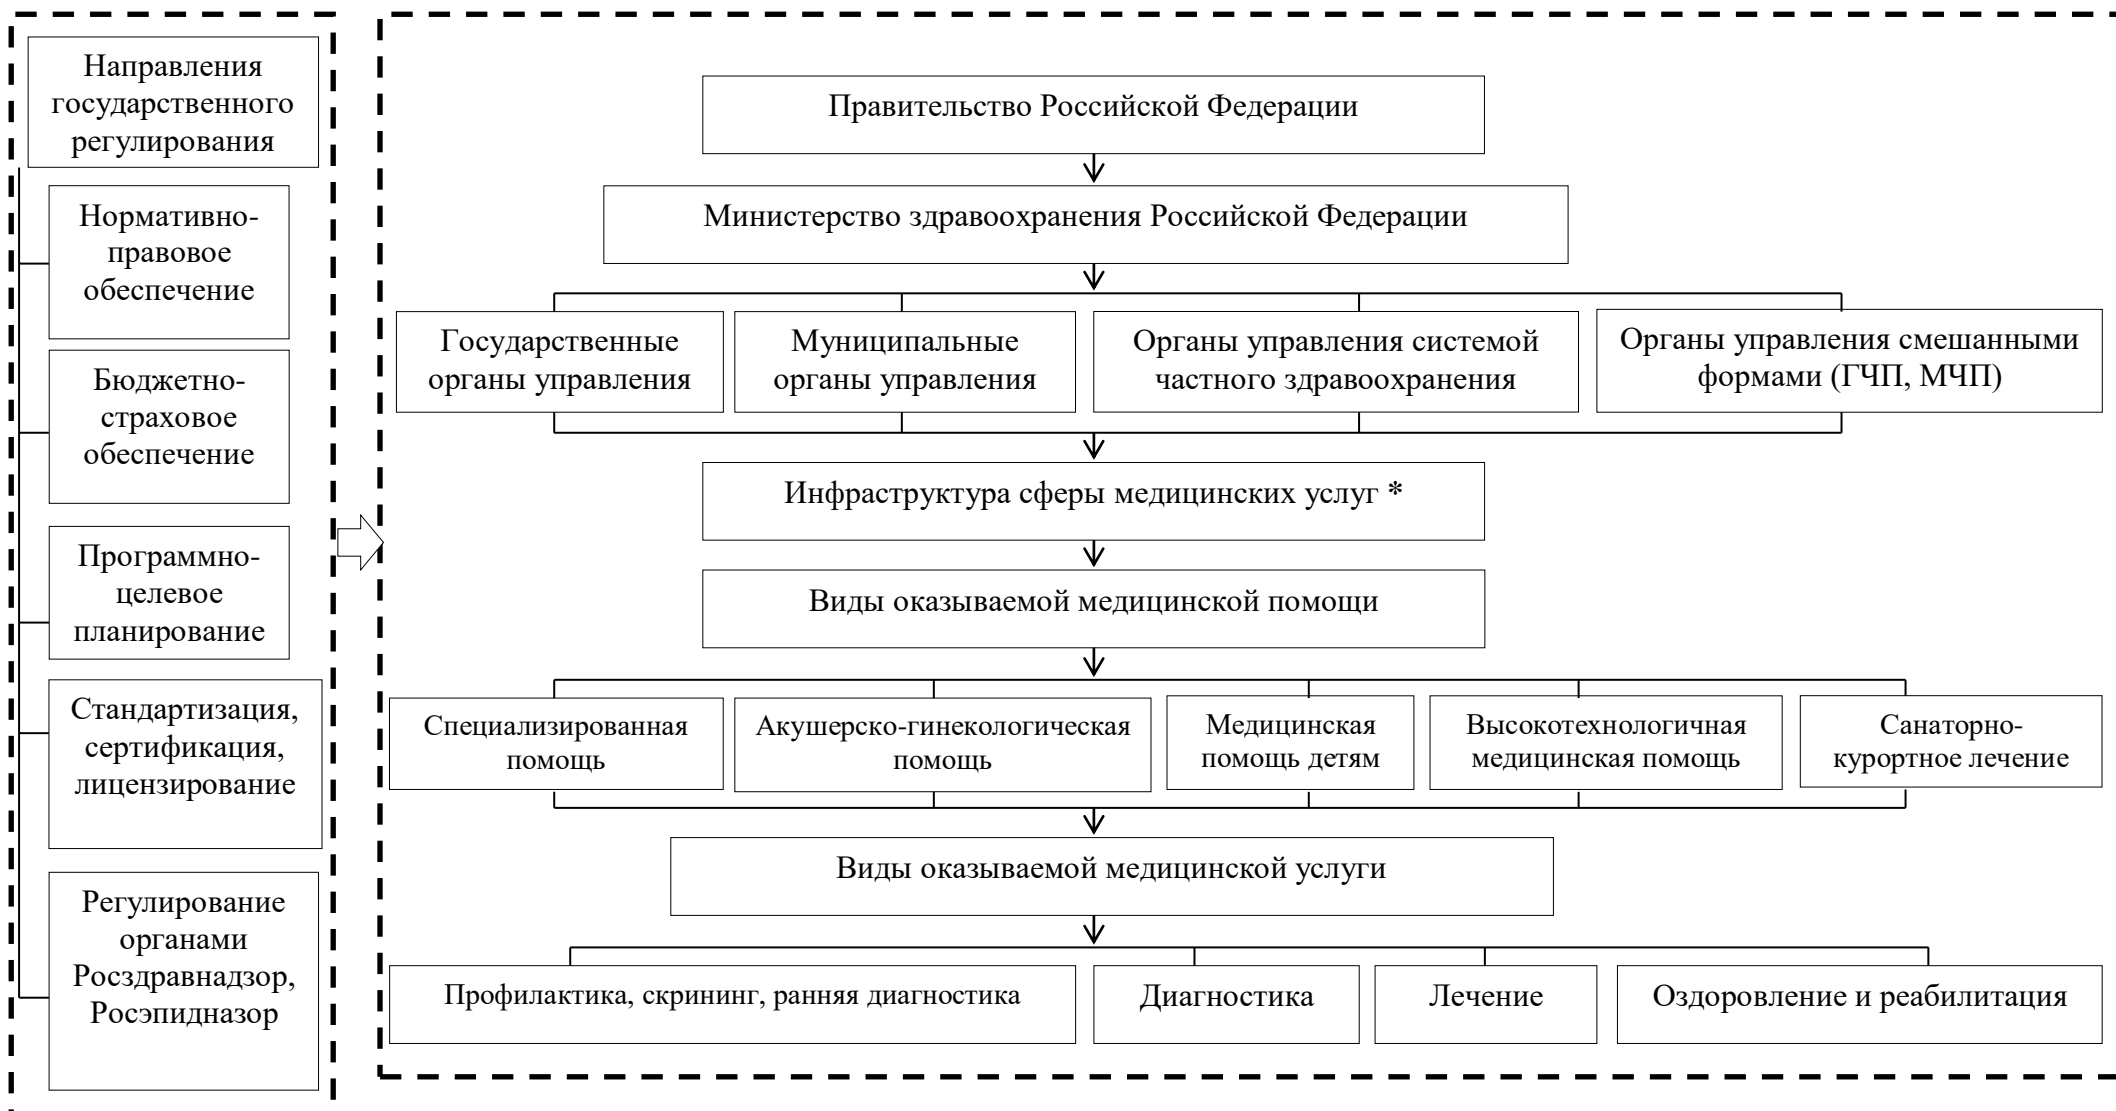 Направления
государственного
регулирования
Нормативно-
правовое
обеспечение
Бюджетно-
страховое
обеспечение
Программно-
целевое
планирование
Стандартизация,
сертификация,
лицензирование
Регулирование
органами
Росздравнадзор,
Росэпидназор
Правительство Российской Федерации
Министерство здравоохранения Российской Федерации
Государственные
органы управления
Муниципальные
органы управления
Органы управления системой
частного здравоохранения
Органы управления смешанными
формами (ГЧП, МЧП)
Инфраструктура сферы медицинских услуг *
Виды оказываемой медицинской помощи
Специализированная
помощь
Акушерско-гинекологическая
помощь
Медицинская
помощь детям
Высокотехнологичная
медицинская помощь
Санаторно-
курортное лечение
Виды оказываемой медицинской услуги
Профилактика, скрининг, ранняя диагностика
Диагностика
Лечение
Оздоровление и реабилитация